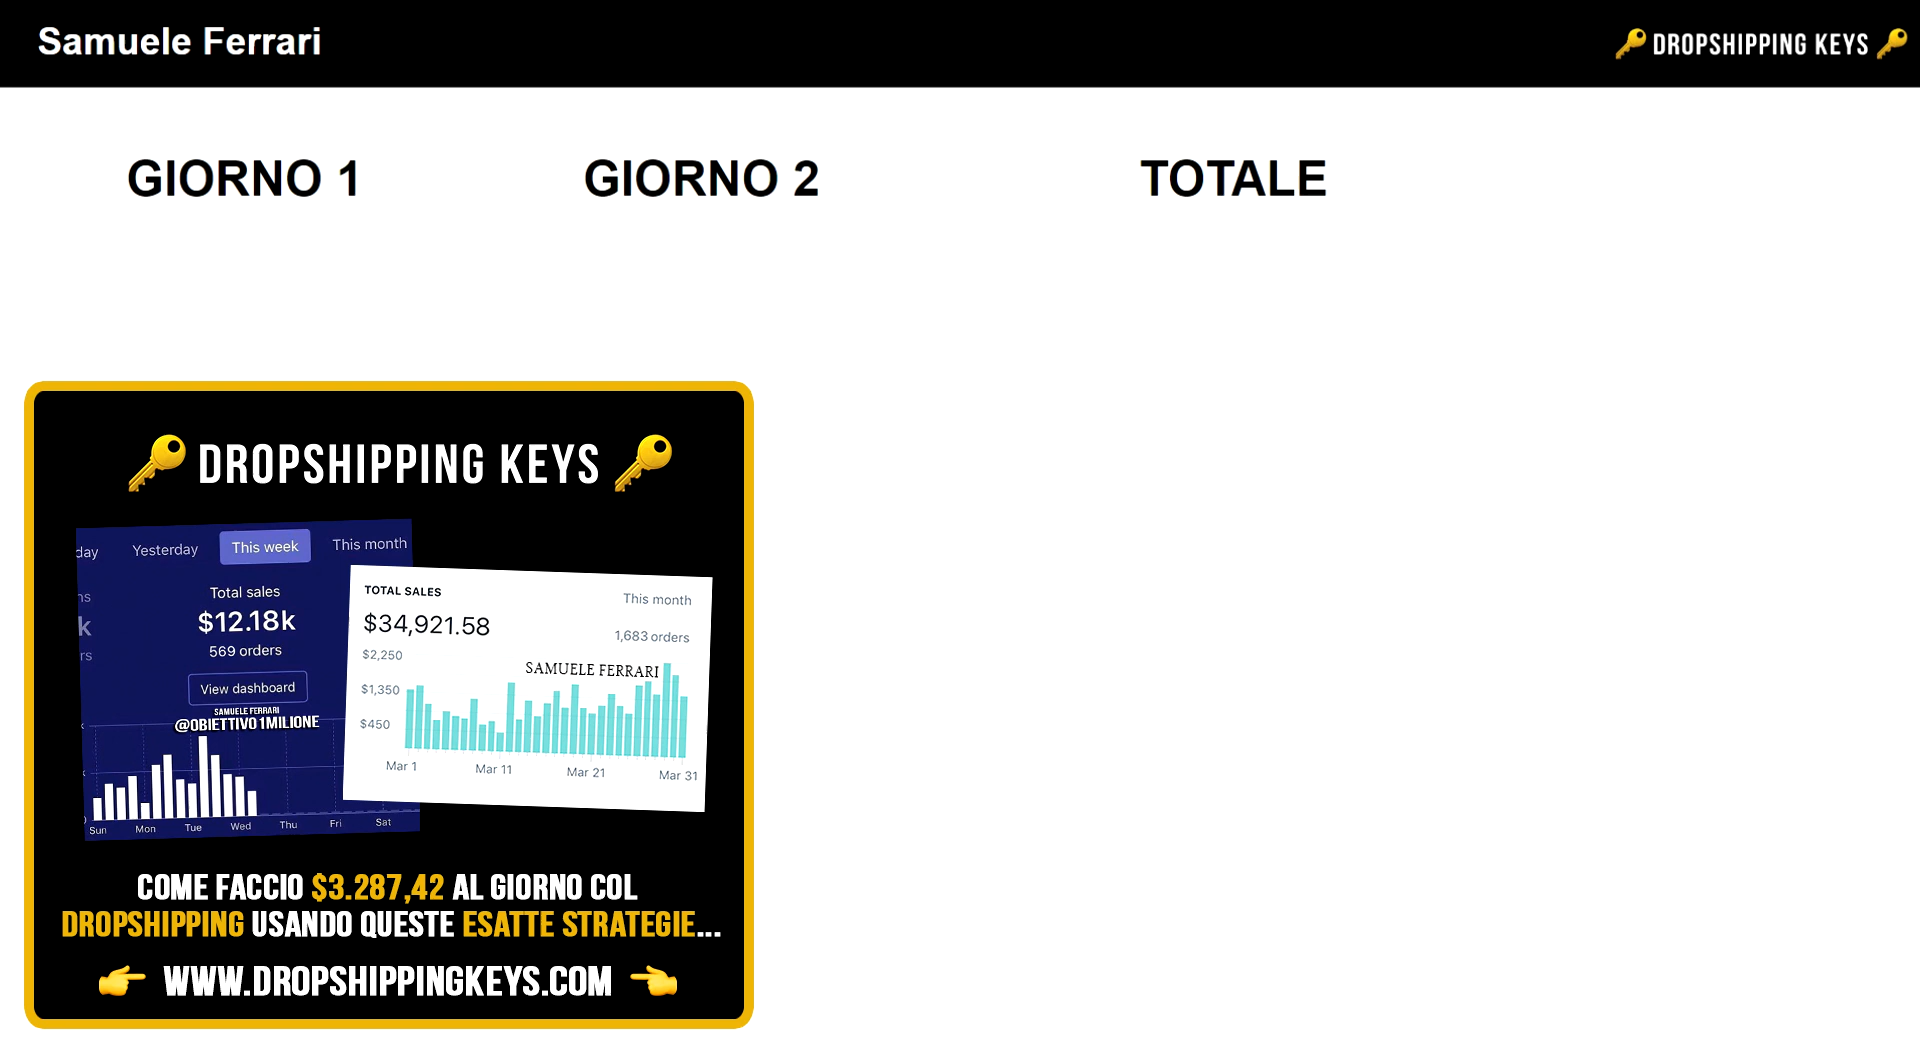 Samuele Ferrari
🔑 DROPSHIPPING KEYS 🔑
GIORNO 1
GIORNO 2
TOTALE
🔑 DROPSHIPPING KEYS 🔑
day Yesterday This week This month
ns
Total sales
k
$12.18k
rs
569 orders
View dashboard
SAMUELE FERRARI
@OBIETTIVO1MILIONE
Sun Mon Tue Wed Thu Fri Sat
TOTAL SALES
This month
$34,921.58
1,683 orders
$2,250
SAMUELE FERRARI
$1,350
$450
Mar 1 Mar 11 Mar 21 Mar 31
COME FACCIO $3.287,42 AL GIORNO COL
DROPSHIPPING USANDO QUESTE ESATTE STRATEGIE...
👉 WWW.DROPSHIPPINGKEYS.COM 👈